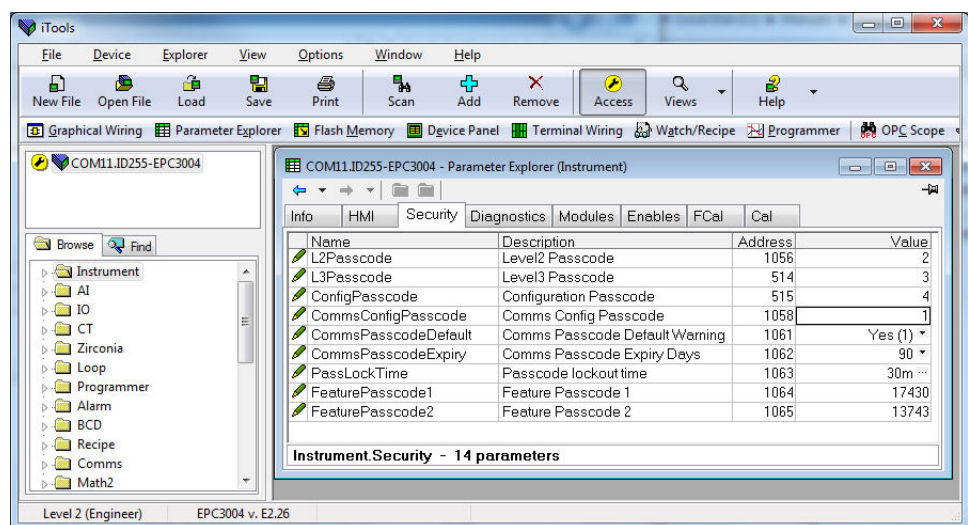 iTools
File Device Explorer View Options Window Help
New File Open File Load Save Print Scan Add Remove Access Views Help
Graphical Wiring Parameter Explorer Flash Memory Device Panel Terminal Wiring Watch/Recipe Programmer OPC Scope
COM11.ID255-EPC3004
Browse Find
Instrument
AI
IO
CT
Zirconia
Loop
Programmer
Alarm
BCD
Recipe
Comms
Math2
COM11.ID255-EPC3004 - Parameter Explorer (Instrument)
Info HMI Security Diagnostics Modules Enables FCal Cal
Name Description Address Value
L2Passcode Level2 Passcode 1056 2
L3Passcode Level3 Passcode 514 3
ConfigPasscode Configuration Passcode 515 4
CommsConfigPasscode Comms Config Passcode 1058 1
CommsPasscodeDefault Comms Passcode Default Warning 1061 Yes (1)
CommsPasscodeExpiry Comms Passcode Expiry Days 1062 90
PassLockTime Passcode lockout time 1063 30m
FeaturePasscode1 Feature Passcode 1 1064 17430
FeaturePasscode2 Feature Passcode 2 1065 13743
Instrument.Security - 14 parameters
Level 2 (Engineer) EPC3004 v. E2.26